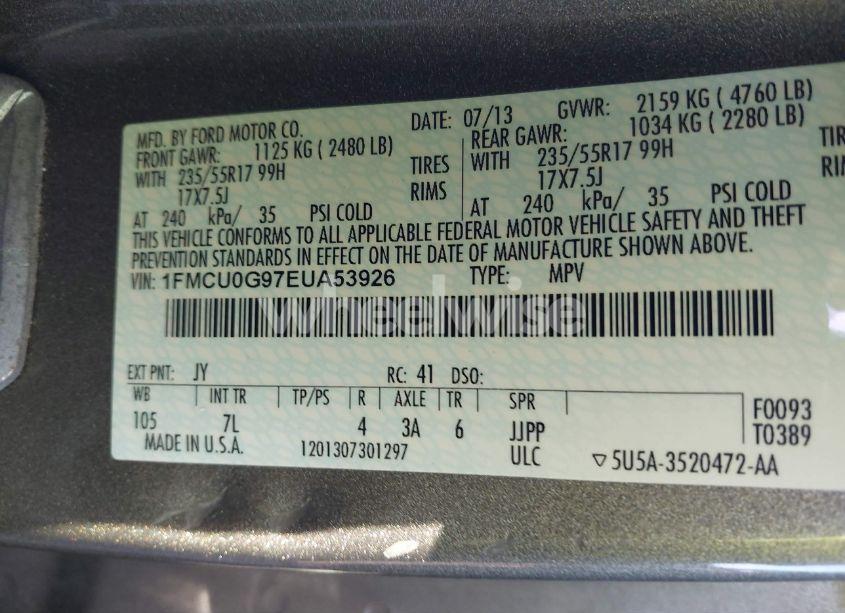 MFD. BY FORD MOTOR CO. DATE: 07/13 GVWR: 2159 KG ( 4760 LB)
FRONT GAWR: 1125 KG ( 2480 LB) REAR GAWR: 1034 KG ( 2280 LB)
WITH 235/55R17 99H TIRES WITH 235/55R17 99H TIRES
17X7.5J RIMS 17X7.5J
AT 240 kPa/ 35 PSI COLD AT 240 kPa/ 35 PSI COLD
THIS VEHICLE CONFORMS TO ALL APPLICABLE FEDERAL MOTOR VEHICLE SAFETY AND THEFT
PREVENTION STANDARDS IN EFFECT ON THE DATE OF MANUFACTURE SHOWN ABOVE.
VIN: 1FMCU0G97EUA53926 TYPE: MPV
wheelwise
EXT PNT: JY RC: 41 DSO:
WB INT TR TP/PS R AXLE TR SPR
105 7L 4 3A 6 JJPP F0093
T0389
MADE IN U.S.A. 1201307301297 ULC ▽5U5A-3520472-AA